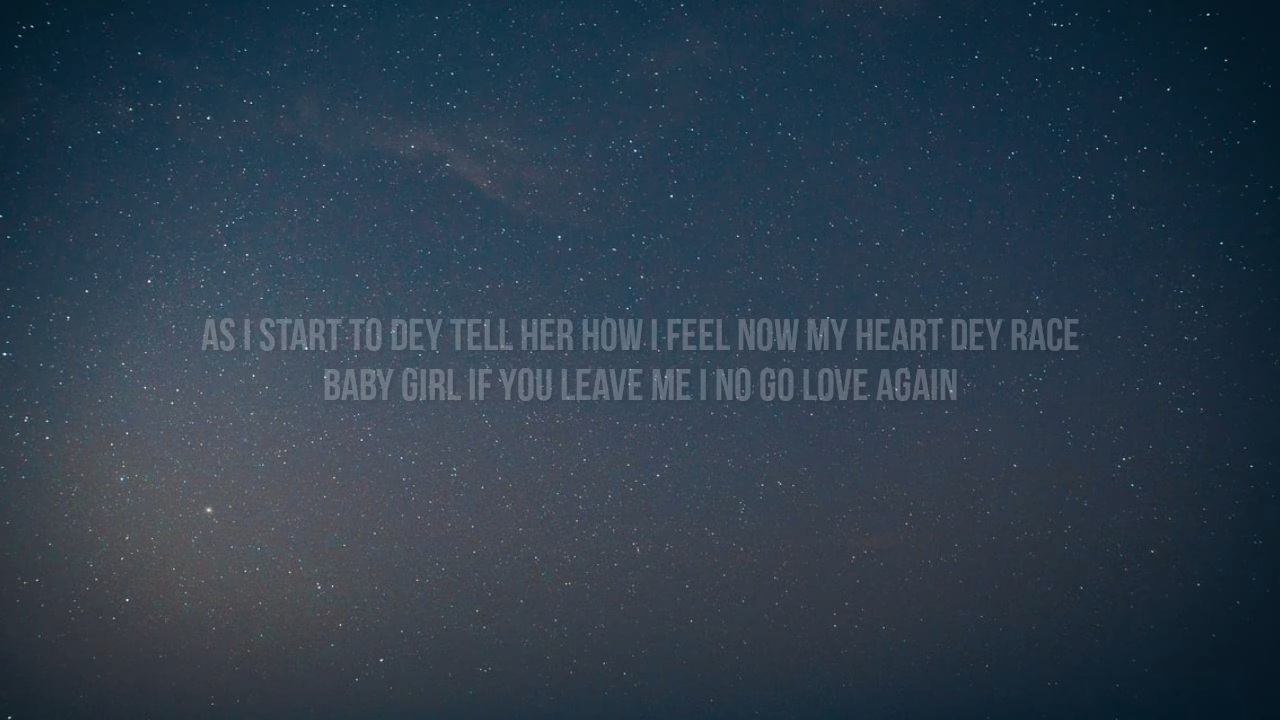 AS I START TO DEY TELL HER HOW I FEEL NOW MY HEART DEY RACE
BABY GIRL IF YOU LEAVE ME I NO GO LOVE AGAIN